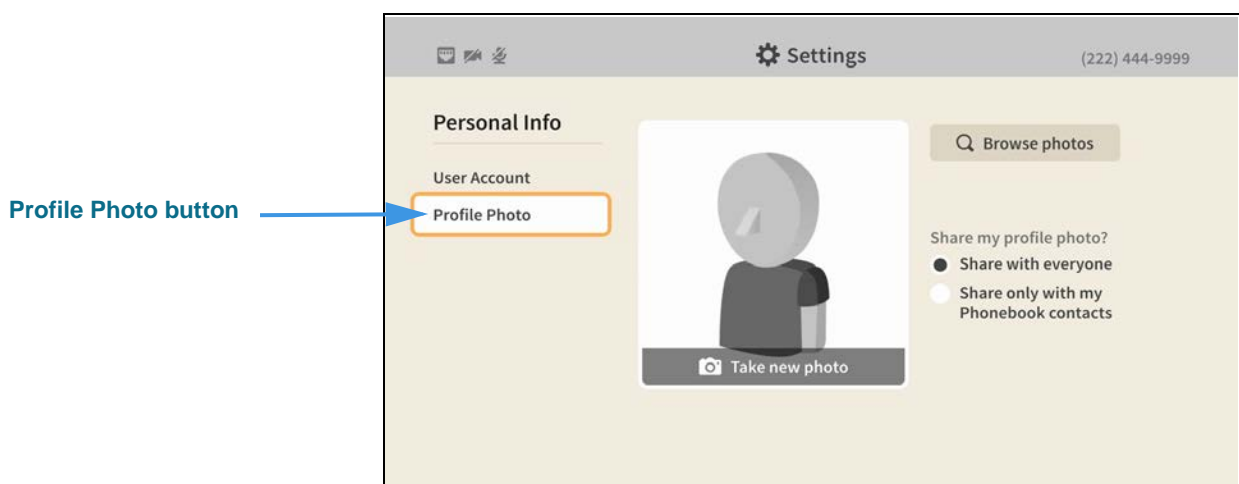 Settings
(222) 444-9999
Personal Info
User Account
Profile Photo button
Profile Photo
Take new photo
Browse photos
Share my profile photo?
Share with everyone
Share only with my
Phonebook contacts